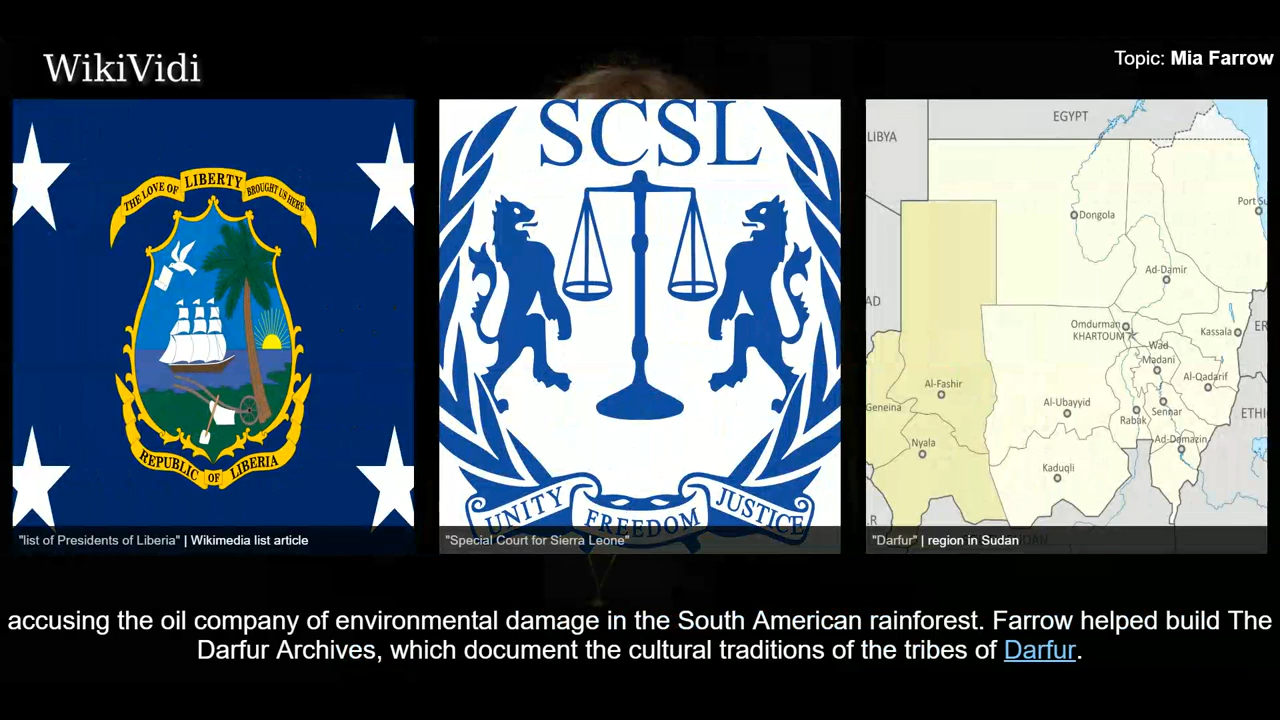 WikiVidi
Topic: Mia Farrow
THE LOVE OF LIBERTY BROUGHT US HERE
REPUBLIC OF LIBERIA
"list of Presidents of Liberia" | Wikimedia list article
SCSL
UNITY FREEDOM JUSTICE
"Special Court for Sierra Leone"
EGYPT
LIBYA
Dongola
Port Su
Ad-Damir
AD
Omdurman
KHARTOUM
Kassala
ER
Wad
Madani
Al-Qadarif
Al-Fashir
Al-Ubayyid
Geneina
Rabak
Sennar
ETHI
Nyala
Ad-Damazin
Kaduqli
.R
"Darfur" | region in Sudan
accusing the oil company of environmental damage in the South American rainforest. Farrow helped build The
Darfur Archives, which document the cultural traditions of the tribes of Darfur.